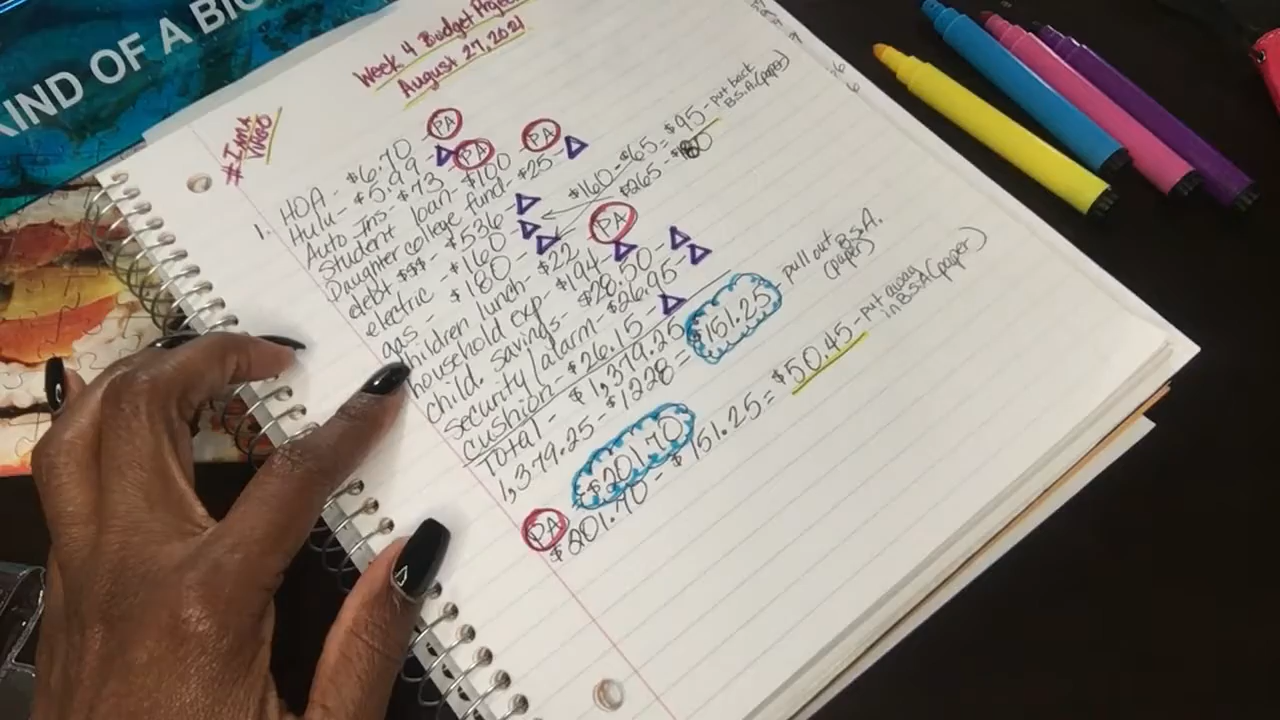 KIND OF A BIG
Week 4 Budget Project
August 27, 2021
#IMA
VIRGO
1.
HOA - $6.70 PA
Hulu - $5.99
Auto Ins - $73 PA
Student loan - $100 PA
Daughter college fund - $25
debt $$$ - $536
electric - $160 $160 - $65 = $95 - put back B.S.A (paper)
gas - $180 - $265 -
children lunch - $22 PA
household exp - $194
child. savings - $28.50
security/alarm - $26.95
cushion - $26.15
Total - $1,379.25
1,379.25 - $1228 = $151.25 - pull out B.S.A. (paper)
PA $201.70
$201.70 - $151.25 = $50.45 - put away in B.S.A (paper)